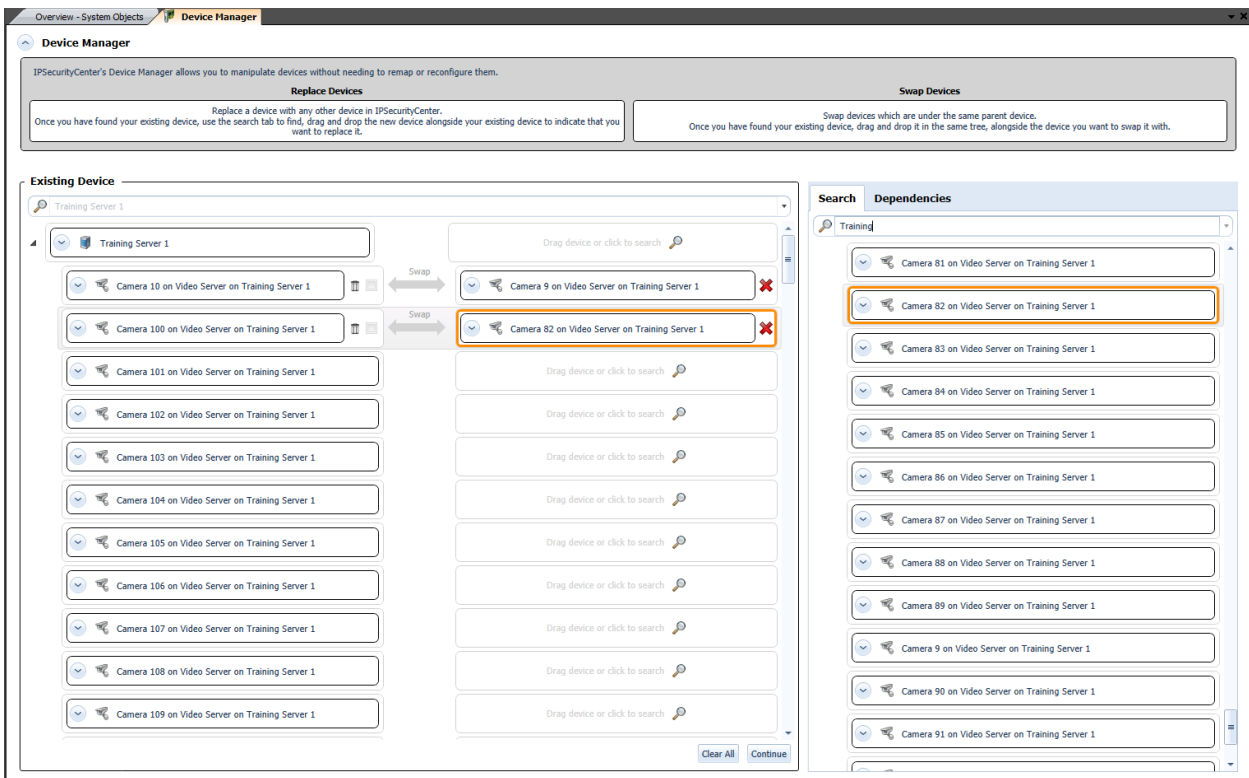 Overview - System Objects
Device Manager
Device Manager
IPSecurityCenter's Device Manager allows you to manipulate devices without needing to remap or reconfigure them.
Replace Devices
Replace a device with any other device in IPSecurityCenter.
Once you have found your existing device, use the search tab to find, drag and drop the new device alongside your existing device to indicate that you
want to replace it.
Swap Devices
Swap devices which are under the same parent device.
Once you have found your existing device, drag and drop it in the same tree, alongside the device you want to swap it with.
Existing Device
Training Server 1
Training Server 1
Drag device or click to search
Camera 10 on Video Server on Training Server 1
Swap
Camera 9 on Video Server on Training Server 1
Camera 100 on Video Server on Training Server 1
Swap
Camera 82 on Video Server on Training Server 1
Camera 101 on Video Server on Training Server 1
Drag device or click to search
Camera 102 on Video Server on Training Server 1
Drag device or click to search
Camera 103 on Video Server on Training Server 1
Drag device or click to search
Camera 104 on Video Server on Training Server 1
Drag device or click to search
Camera 105 on Video Server on Training Server 1
Drag device or click to search
Camera 106 on Video Server on Training Server 1
Drag device or click to search
Camera 107 on Video Server on Training Server 1
Drag device or click to search
Camera 108 on Video Server on Training Server 1
Drag device or click to search
Camera 109 on Video Server on Training Server 1
Drag device or click to search
Clear All
Continue
Search
Dependencies
Training
Camera 81 on Video Server on Training Server 1
Camera 82 on Video Server on Training Server 1
Camera 83 on Video Server on Training Server 1
Camera 84 on Video Server on Training Server 1
Camera 85 on Video Server on Training Server 1
Camera 86 on Video Server on Training Server 1
Camera 87 on Video Server on Training Server 1
Camera 88 on Video Server on Training Server 1
Camera 89 on Video Server on Training Server 1
Camera 9 on Video Server on Training Server 1
Camera 90 on Video Server on Training Server 1
Camera 91 on Video Server on Training Server 1